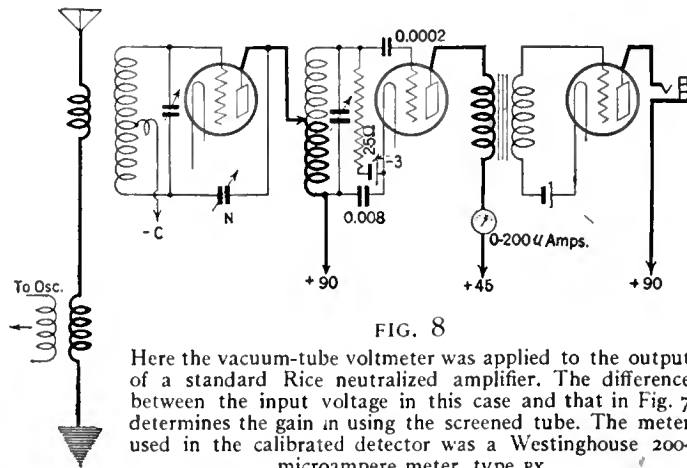 0.0002
25Ω
-3
N
-C
0.008
To Osc.
0-200 u Amps.
+90
+45
+90
FIG. 8
Here the vacuum-tube voltmeter was applied to the output
of a standard Rice neutralized amplifier. The difference
between the input voltage in this case and that in Fig. 7
determines the gain in using the screened tube. The meter
used in the calibrated detector was a Westinghouse 200-
microampere meter, type PX